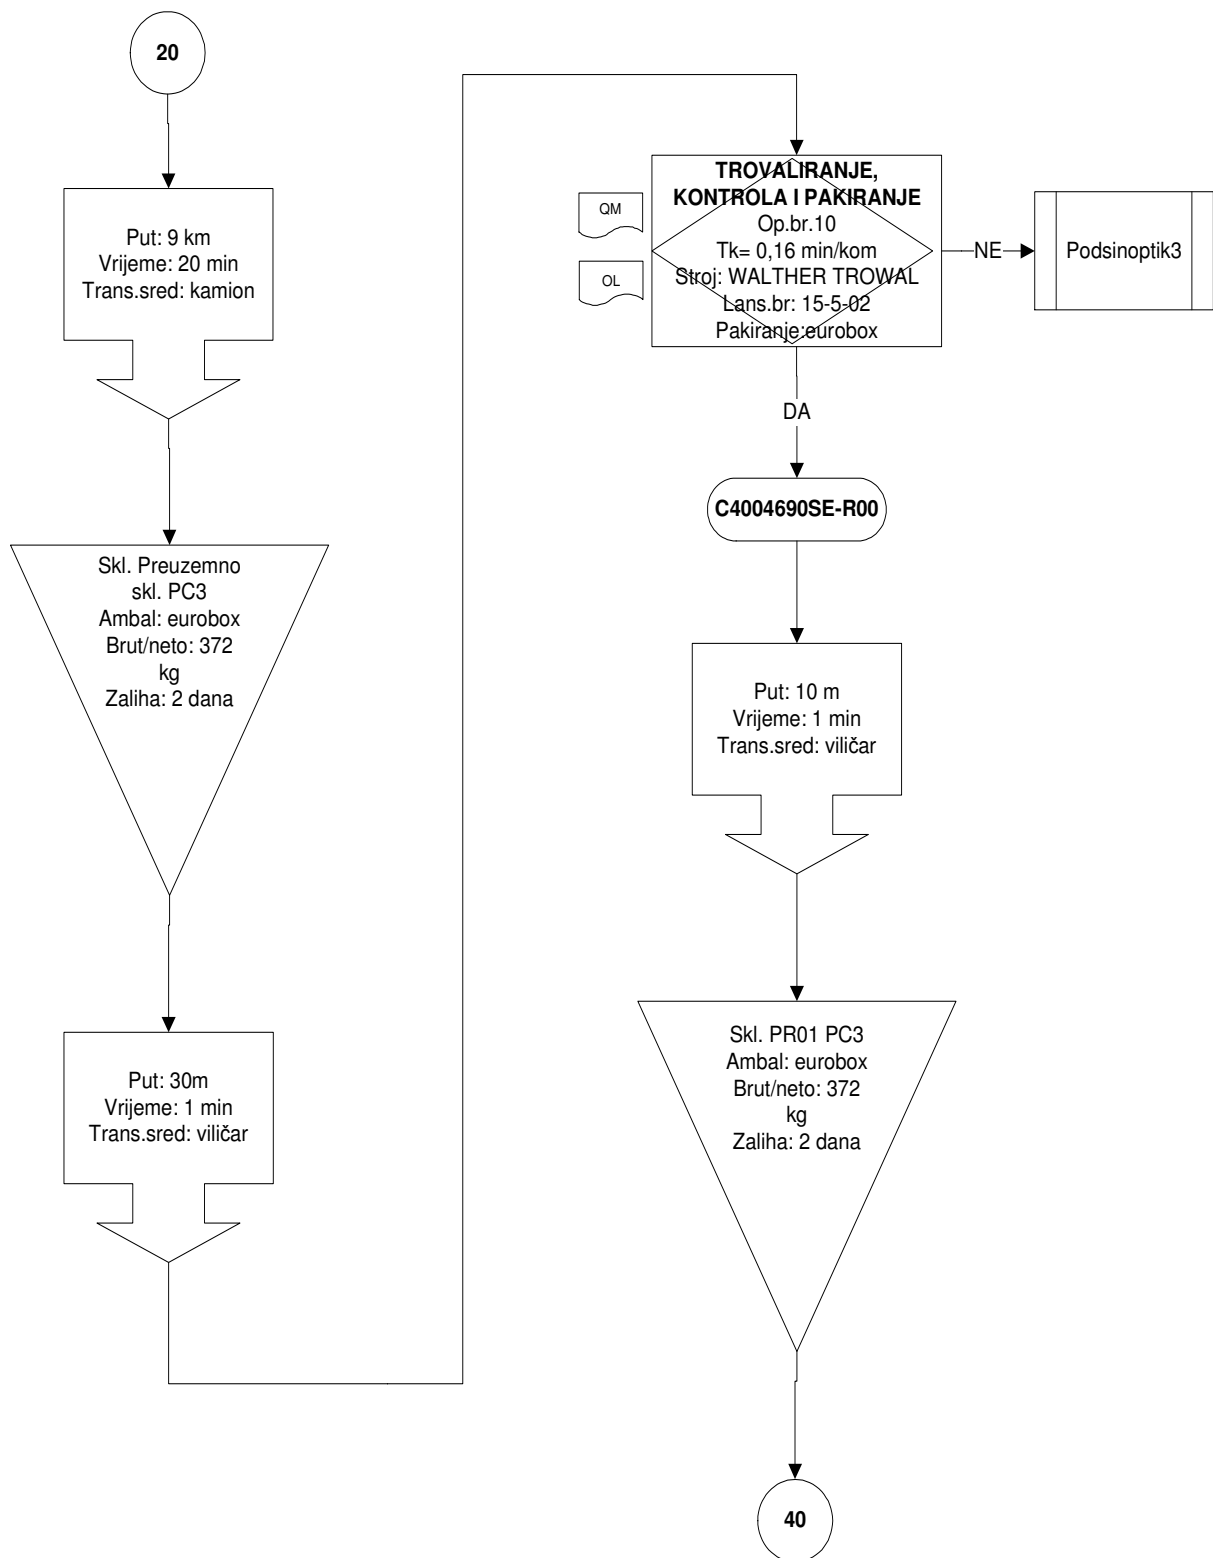 20
Put: 9 km
Vrijeme: 20 min
Trans.sred: kamion
Skl. Preuzemno
skl. PC3
Ambal: eurobox
Brut/neto: 372
kg
Zaliha: 2 dana
Put: 30m
Vrijeme: 1 min
Trans.sred: viličar
QM
OL
TROVALIRANJE,
KONTROLA I PAKIRANJE
Op.br.10
Tk= 0,16 min/kom
Stroj: WALTHER TROWAL
Lans.br: 15-5-02
Pakiranje:eurobox
NE
Podsinoptik3
DA
C4004690SE-R00
Put: 10 m
Vrijeme: 1 min
Trans.sred: viličar
Skl. PR01 PC3
Ambal: eurobox
Brut/neto: 372
kg
Zaliha: 2 dana
40